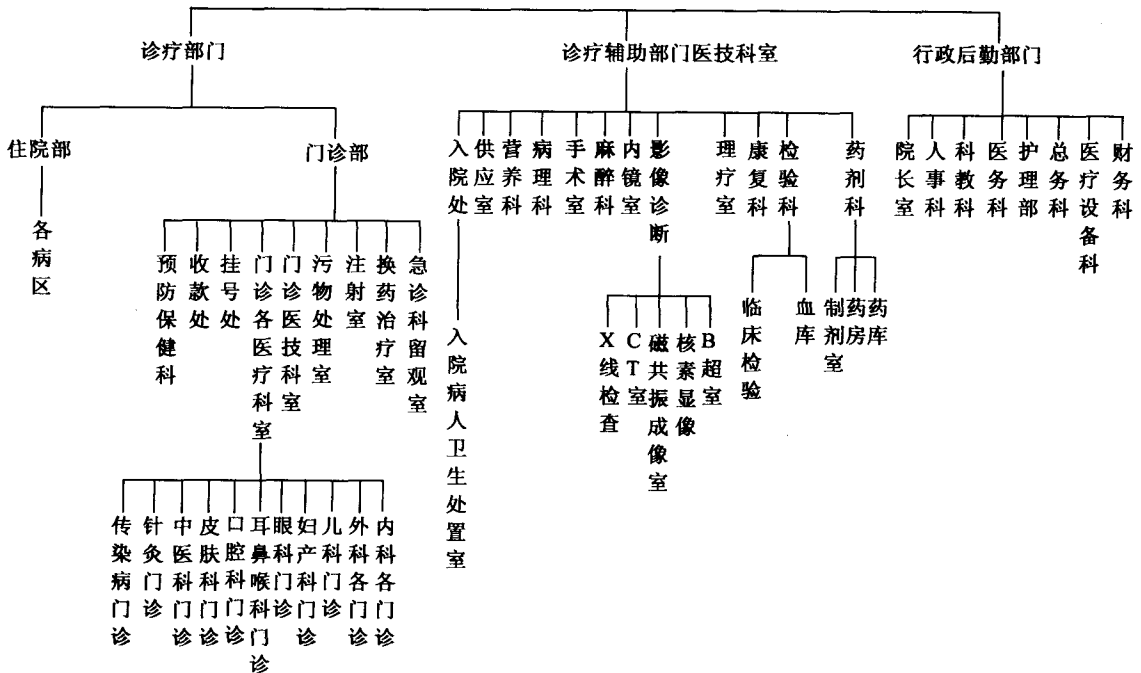 诊疗部门
诊疗辅助部门医技科室
行政后勤部门
住院部
门诊部
入院处
供应室
营养科
病理科
手术室
麻醉科
内镜室
影像诊断
理疗室
康复科
检验科
药剂科
院长室
人事科
科教科
医务科
护理部
总务科
医疗设备科
财务科
各病区
预防保健科
收款处
挂号处
门诊各医疗科室
门诊医技科室
污物处理室
注射室
换药治疗室
急诊科留观室
入院病人卫生处置室
X线检查
CT室
磁共振成像室
核素显像
B超室
临床检验
血库
制剂室
药房
药库
传染病门诊
针灸门诊
中医科门诊
皮肤科门诊
口腔科门诊
耳鼻喉科门诊
眼科门诊
妇产科门诊
儿科门诊
外科各门诊
内科各门诊